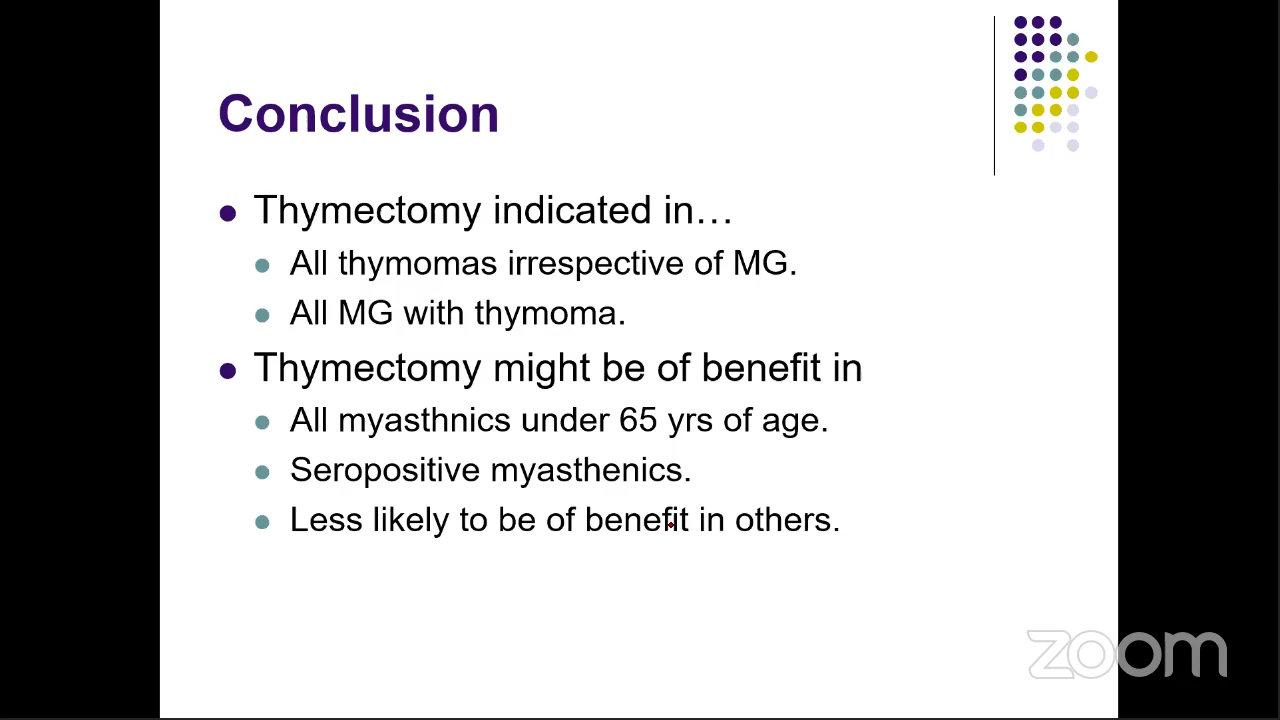 Conclusion
Thymectomy indicated in…
All thymomas irrespective of MG.
All MG with thymoma.
Thymectomy might be of benefit in
All myasthnics under 65 yrs of age.
Seropositive myasthenics.
Less likely to be of benefit in others.
zoom